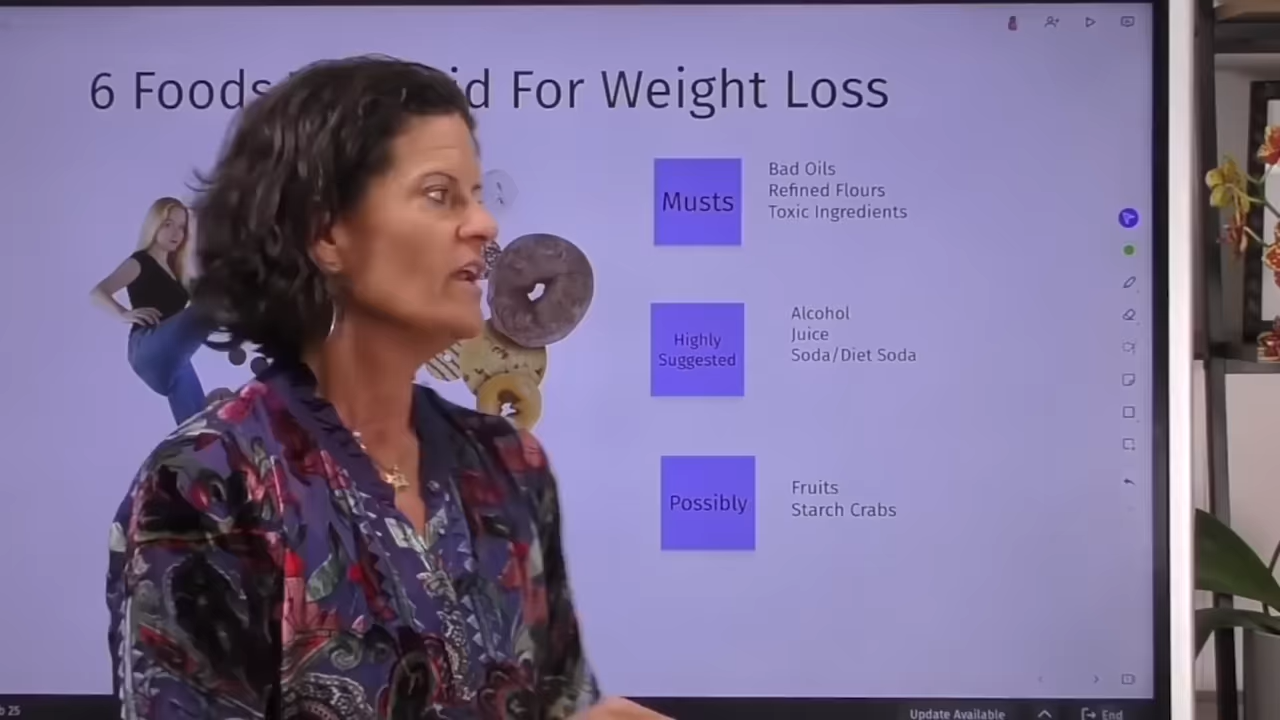 6 Foods For Weight Loss
Musts
Bad Oils
Refined Flours
Toxic Ingredients
Highly
Suggested
Alcohol
Juice
Soda/Diet Soda
Possibly
Fruits
Starch Crabs
25
Update Available
End